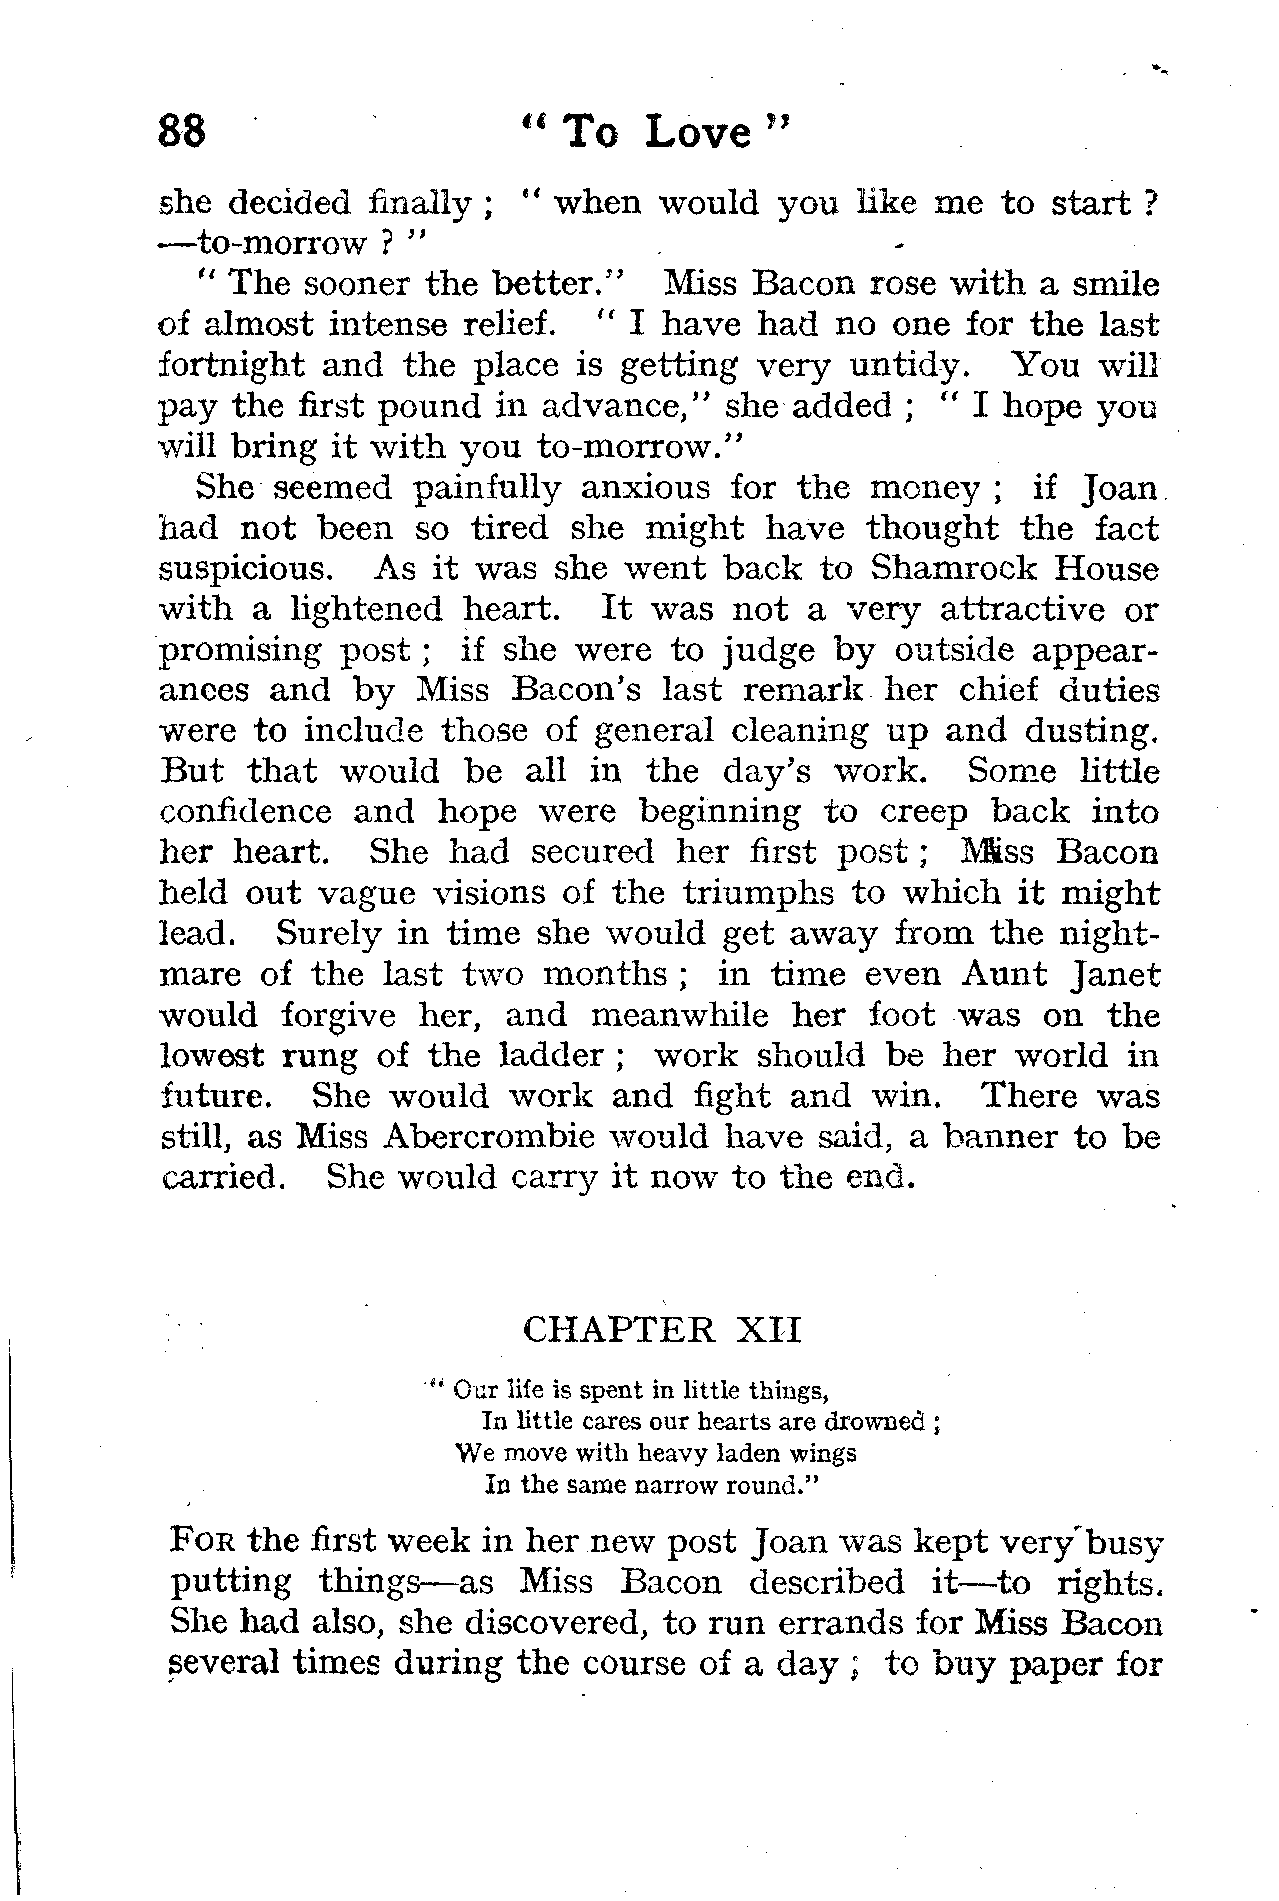 88 “ To Love ”
she decided finally ; “ when would you like me to start ?
—to-morrow ? ”
“ The sooner the better.” Miss Bacon rose with a smile
of almost intense relief. “ I have had no one for the last
fortnight and the place is getting very untidy. You will
pay the first pound in advance,” she added ; “ I hope you
will bring it with you to-morrow.”
She seemed painfully anxious for the money ; if Joan
had not been so tired she might have thought the fact
suspicious. As it was she went back to Shamrock House
with a lightened heart. It was not a very attractive or
promising post ; if she were to judge by outside appear-
ances and by Miss Bacon’s last remark her chief duties
were to include those of general cleaning up and dusting.
But that would be all in the day’s work. Some little
confidence and hope were beginning to creep back into
her heart. She had secured her first post ; Miss Bacon
held out vague visions of the triumphs to which it might
lead. Surely in time she would get away from the night-
mare of the last two months ; in time even Aunt Janet
would forgive her, and meanwhile her foot was on the
lowest rung of the ladder ; work should be her world in
future. She would work and fight and win. There was
still, as Miss Abercrombie would have said, a banner to be
carried. She would carry it now to the end.
CHAPTER XII
“ Our life is spent in little things,
In little cares our hearts are drowned ;
We move with heavy laden wings
In the same narrow round.”
FOR the first week in her new post Joan was kept very busy
putting things—as Miss Bacon described it—to rights.
She had also, she discovered, to run errands for Miss Bacon
several times during the course of a day ; to buy paper for